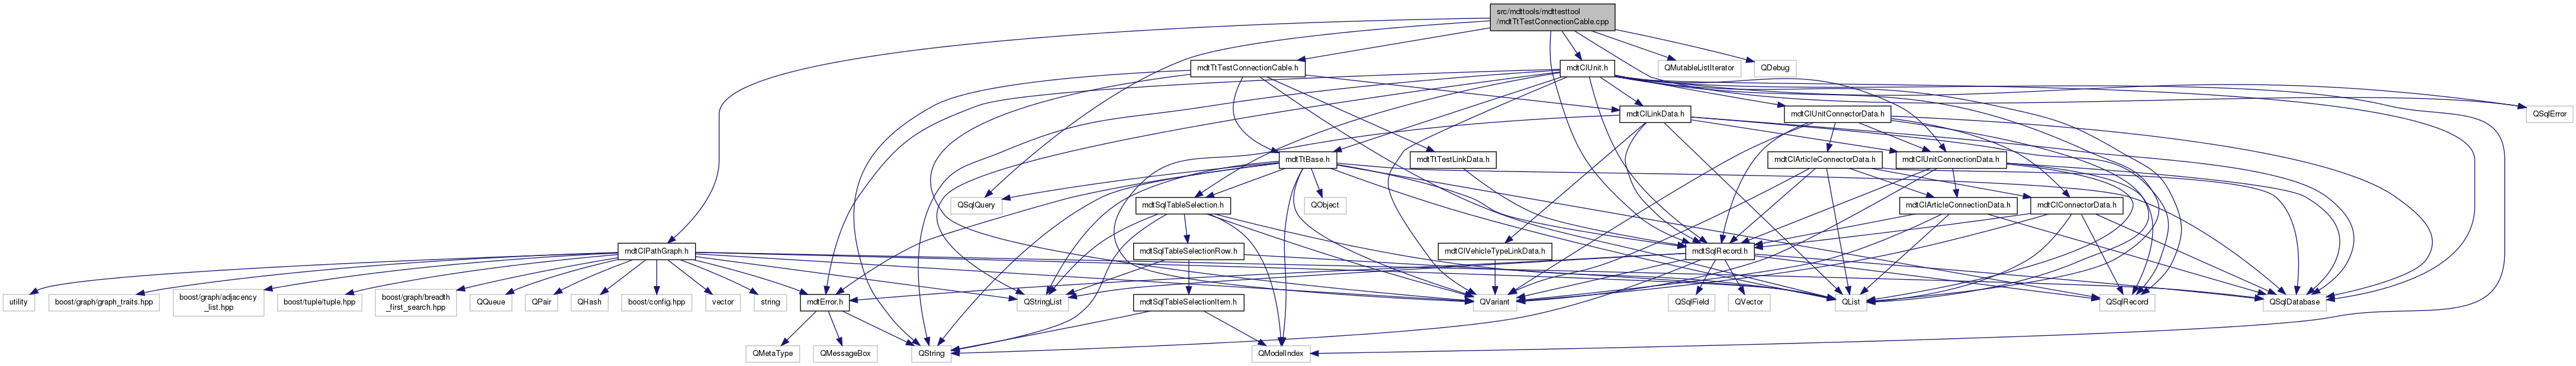 src/mdttools/mdttesttool
/mdtTtTestConnectionCable.cpp
mdtTtTestConnectionCable.h
mdtClUnit.h
QMutableListIterator
QDebug
mdtClLinkData.h
mdtClUnitConnectorData.h
QSqlError
mdtTtBase.h
mdtTtTestLinkData.h
mdtClArticleConnectorData.h
mdtClUnitConnectionData.h
QSqlQuery
mdtSqlTableSelection.h
QObject
mdtClArticleConnectionData.h
mdtClConnectorData.h
mdtClPathGraph.h
mdtSqlTableSelectionRow.h
mdtClVehicleTypeLinkData.h
mdtSqlRecord.h
utility
boost/graph/graph_traits.hpp
boost/graph/adjacency
_list.hpp
boost/tuple/tuple.hpp
boost/graph/breadth
_first_search.hpp
QQueue
QPair
QHash
boost/config.hpp
vector
string
mdtError.h
QStringList
mdtSqlTableSelectionItem.h
QVariant
QSqlField
QVector
QList
QSqlRecord
QSqlDatabase
QMetaType
QMessageBox
QString
QModelIndex